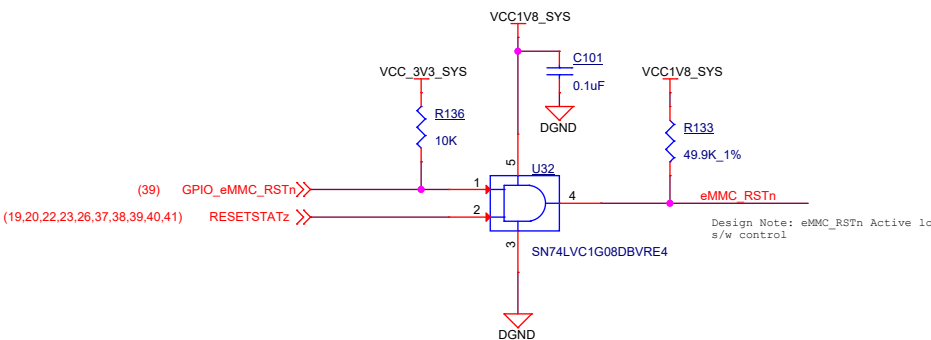 VCC1V8_SYS
C101
0.1uF
DGND
VCC_3V3_SYS
R136
10K
VCC1V8_SYS
R133
49.9K_1%
U32
5
(39) GPIO_eMMC_RSTn
1
4
eMMC_RSTn
(19,20,22,23,26,37,38,39,40,41) RESETSTATz
2
3
SN74LVC1G08DBVRE4
Design Note: eMMC_RSTn Active lo
s/w control
DGND